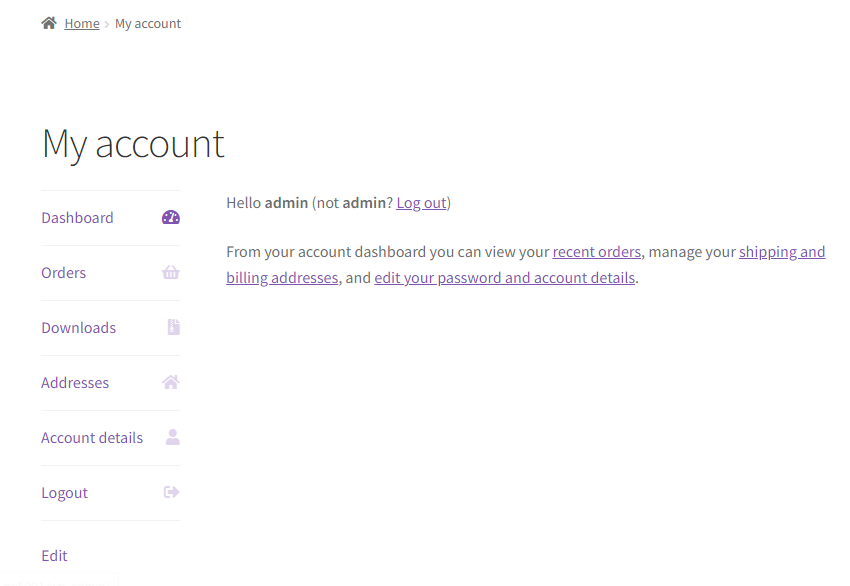 Home > My account
My account
Dashboard
Orders
Downloads
Addresses
Account details
Logout
Edit
Hello admin (not admin? Log out)
From your account dashboard you can view your recent orders, manage your shipping and
billing addresses, and edit your password and account details.